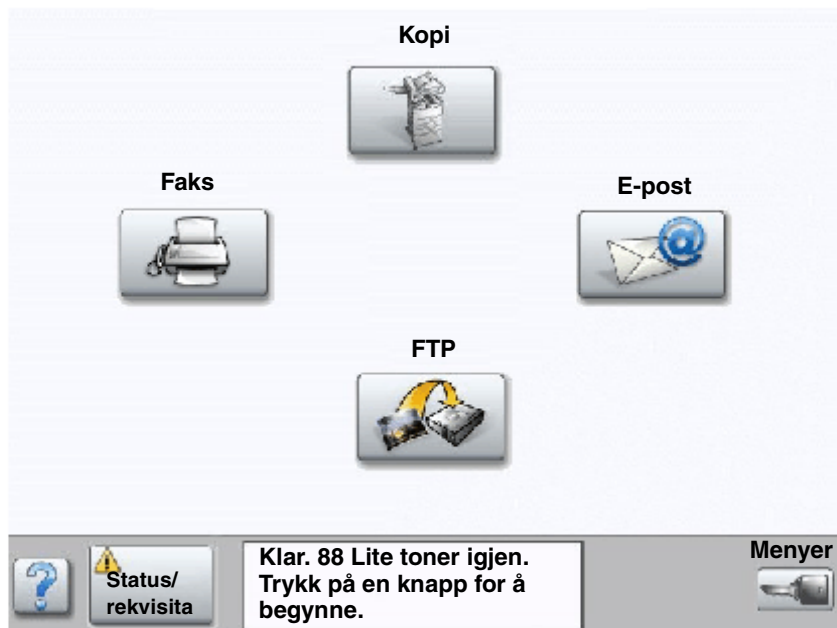 Kopi
Faks
E-post
FTP
Status/
rekvisita
Klar. 88 Lite toner igjen.
Trykk på en knapp for å
begynne.
Menyer